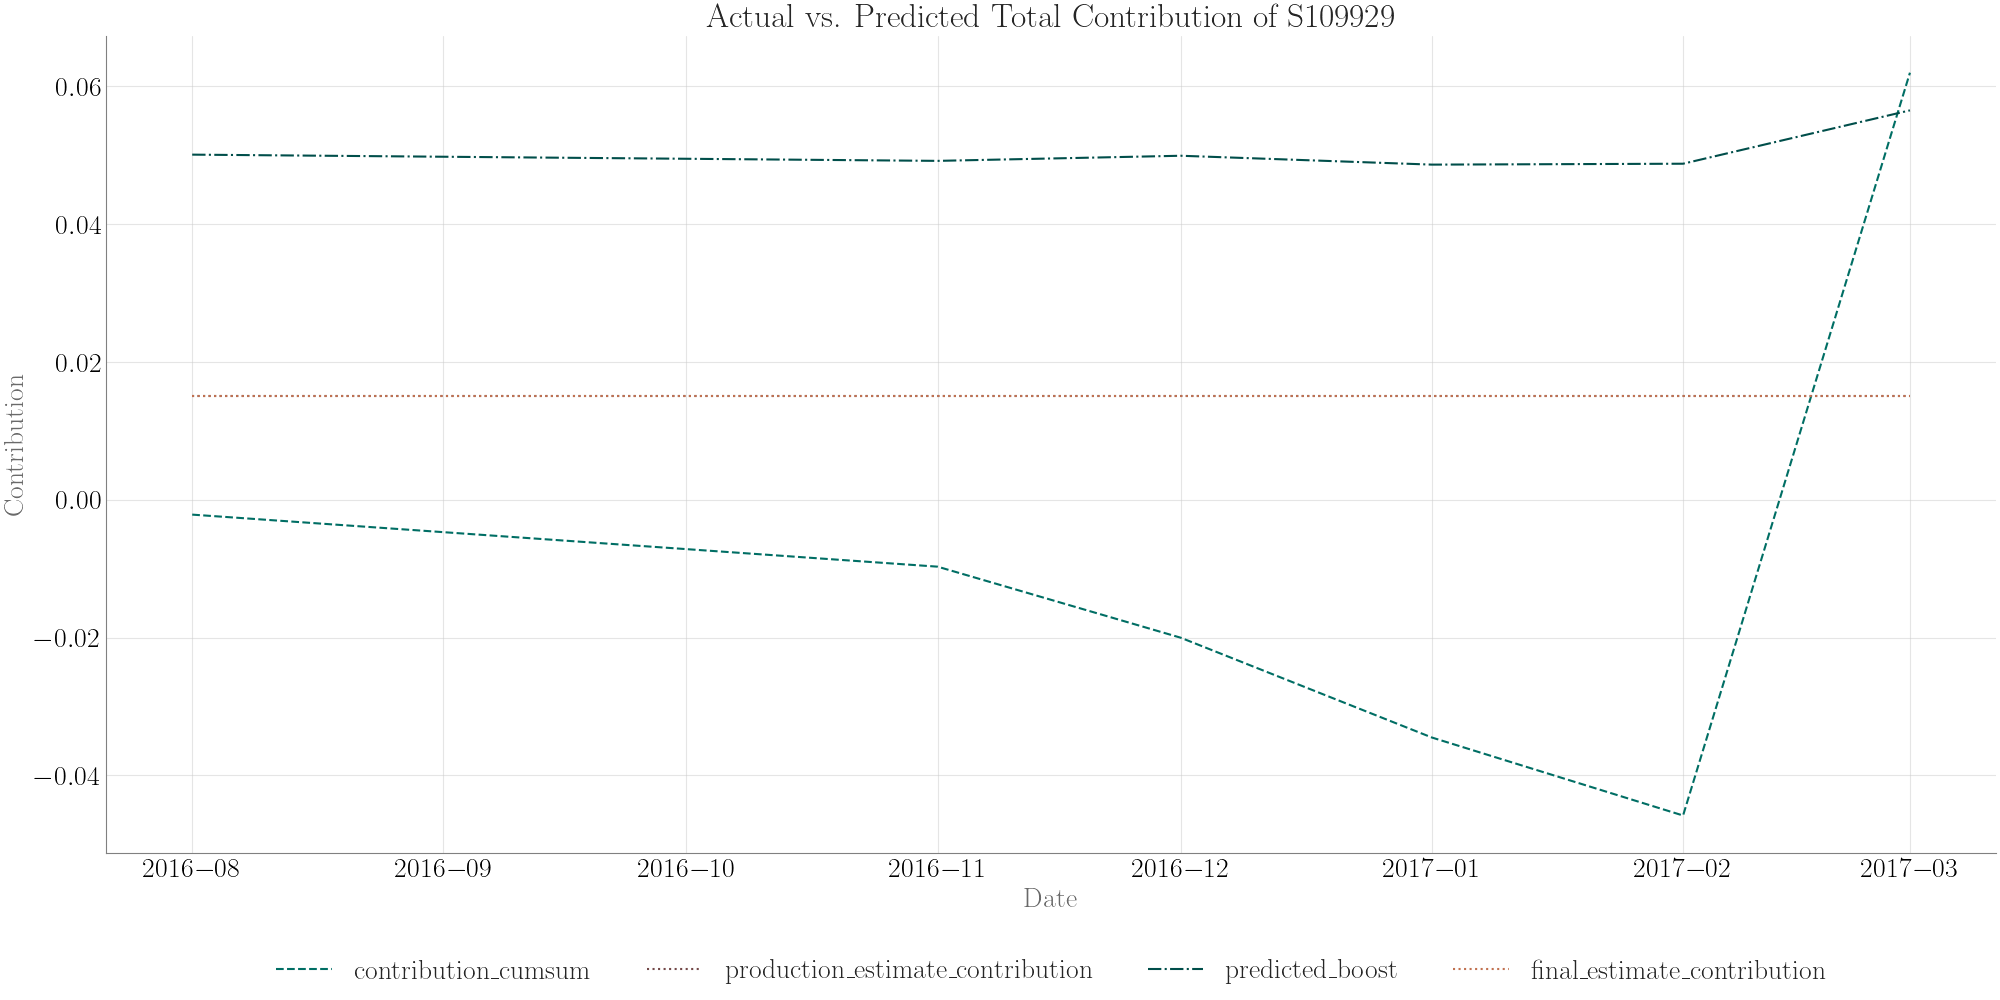 Actual vs. Predicted Total Contribution of S109929
0.06
0.04
0.02
0.00
−0.02
−0.04
Contribution
2016−08 2016−09 2016−10 2016−11 2016−12 2017−01 2017−02 2017−03
Date
contribution_cumsum production_estimate_contribution predicted_boost final_estimate_contribution